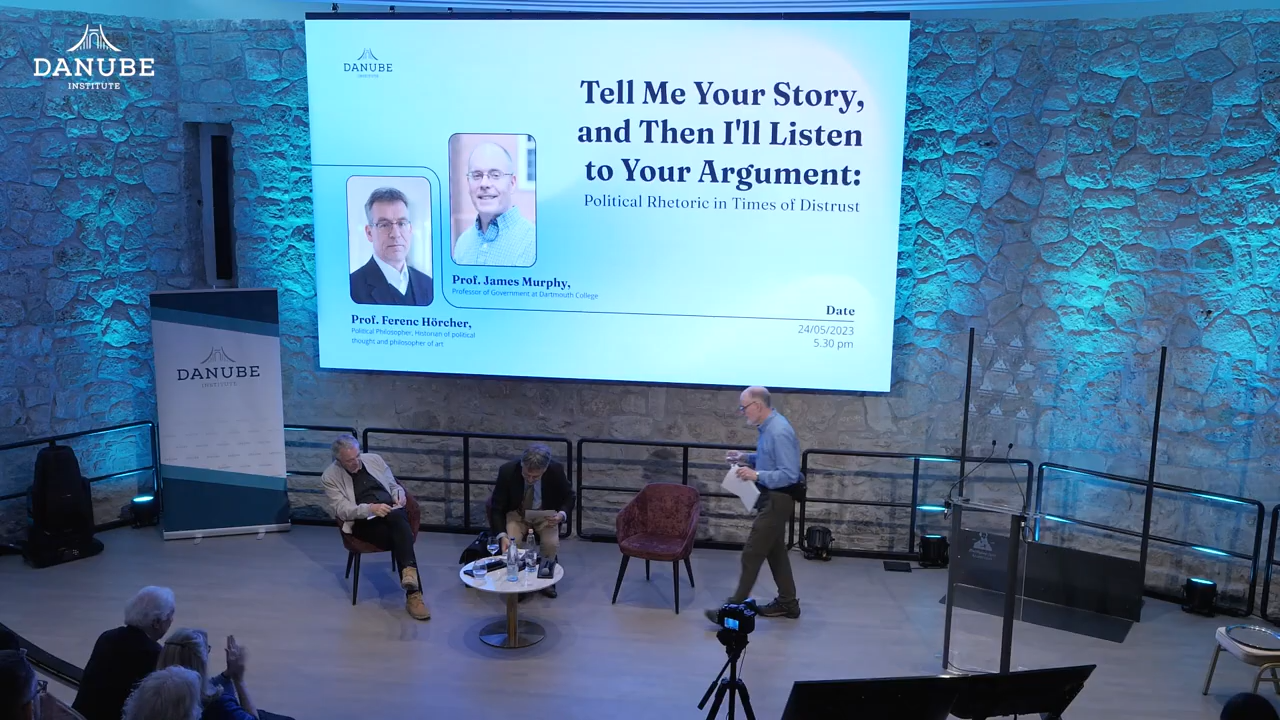 DANUBE
INSTITUTE
DANUBE
INSTITUTE
Tell Me Your Story,
and Then I'll Listen
to Your Argument:
Political Rhetoric in Times of Distrust
Prof. James Murphy,
Professor of Government at Dartmouth College
Prof. Ferenc Hörcher,
Political Philosopher, Historian of political
thought and philosopher of art
Date
24/05/2023
5.30 pm
DANUBE
INSTITUTE